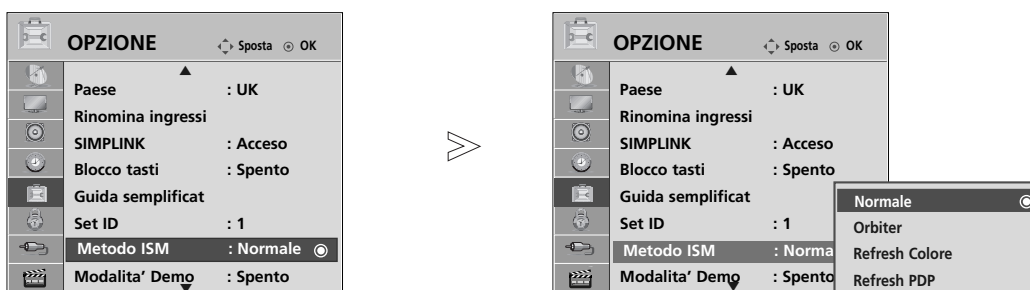 OPZIONE Sposta OK
Paese : UK
Rinomina ingressi
SIMPLINK : Acceso
Blocco tasti : Spento
Guida semplificat
Set ID : 1
Metodo ISM : Normale
Modalita' Demo : Spento
OPZIONE Sposta OK
Paese : UK
Rinomina ingressi
SIMPLINK : Acceso
Blocco tasti : Spento
Guida semplificat
Set ID : 1
Metodo ISM : Norma
Modalita' Demo : Spento
Normale
Orbiter
Refresh Colore
Refresh PDP